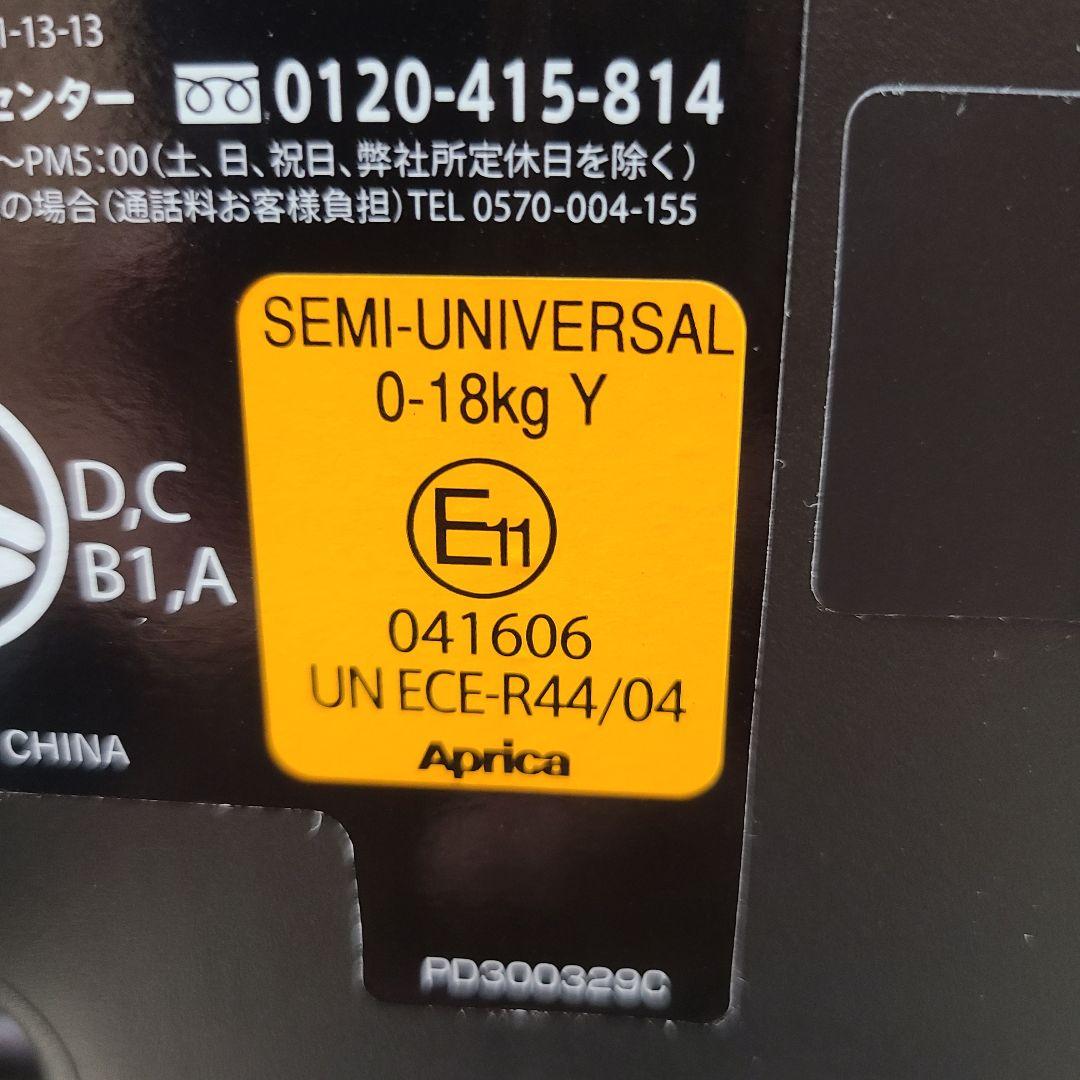 1-13-13
センター 0120-415-814
〜PM5:00(土、日、祝日、弊社所定休日を除く)
の場合(通話料お客様負担)TEL 0570-004-155
SEMI-UNIVERSAL
0-18kg Y
D,C
B1,A
E11
041606
UN ECE-R44/04
CHINA
Aprica
PD300329C